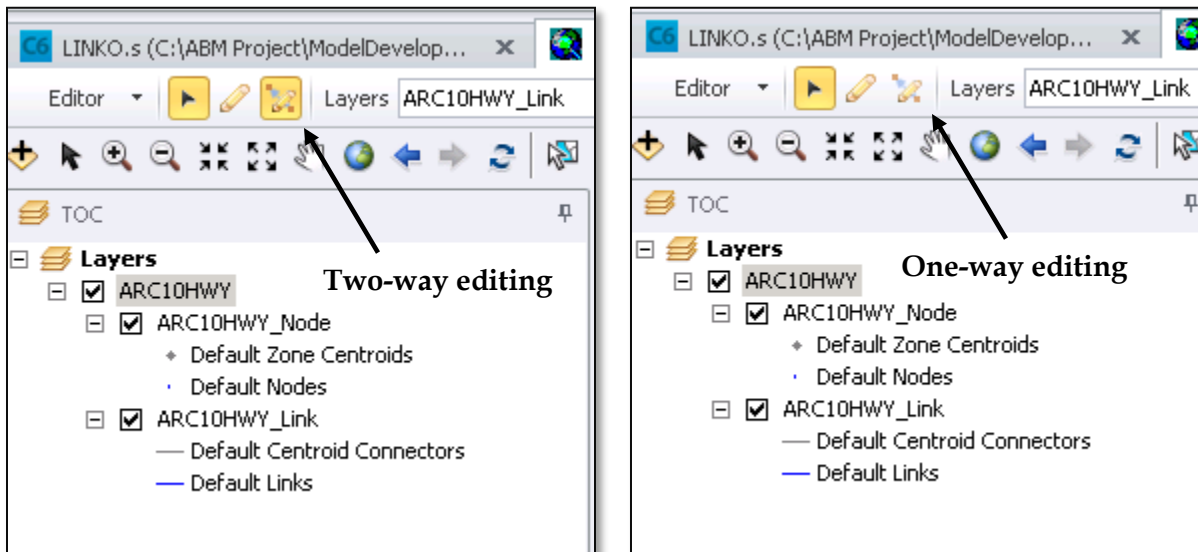 C6 LINKO.s (C:\ABM Project\ModelDevelop...
Editor Layers ARC10HWY_Link
TOC
Layers
Two-way editing
ARC10HWY
ARC10HWY_Node
Default Zone Centroids
Default Nodes
ARC10HWY_Link
Default Centroid Connectors
Default Links
C6 LINKO.s (C:\ABM Project\ModelDevelop...
Editor Layers ARC10HWY_Link
TOC
Layers
One-way editing
ARC10HWY
ARC10HWY_Node
Default Zone Centroids
Default Nodes
ARC10HWY_Link
Default Centroid Connectors
Default Links